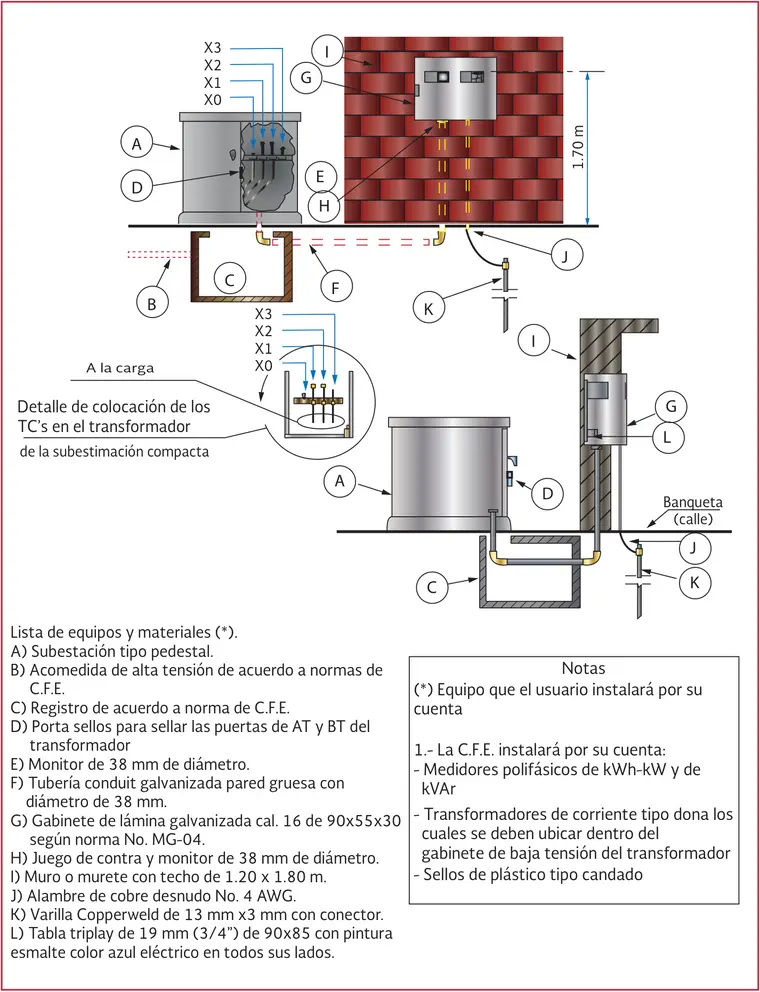 X3
X2
X1
X0
I
G
A
D
E
H
1.70 m
J
C
F
B
K
X3
X2
X1
X0
A la carga
Detalle de colocación de los
TC's en el transformador
de la subestimación compacta
I
G
L
A
D
Banqueta
(calle)
J
C
K
Lista de equipos y materiales (*).
A) Subestación tipo pedestal.
B) Acomedida de alta tensión de acuerdo a normas de
C.F.E.
C) Registro de acuerdo a norma de C.F.E.
D) Porta sellos para sellar las puertas de AT y BT del
transformador
E) Monitor de 38 mm de diámetro.
F) Tubería conduit galvanizada pared gruesa con
diámetro de 38 mm.
G) Gabinete de lámina galvanizada cal. 16 de 90x55x30
según norma No. MG-04.
H) Juego de contra y monitor de 38 mm de diámetro.
I) Muro o murete con techo de 1.20 x 1.80 m.
J) Alambre de cobre desnudo No. 4 AWG.
K) Varilla Copperweld de 13 mm x3 mm con conector.
L) Tabla triplay de 19 mm (3/4") de 90x85 con pintura
esmalte color azul eléctrico en todos sus lados.
Notas
(*) Equipo que el usuario instalará por su
cuenta
1.- La C.F.E. instalará por su cuenta:
- Medidores polifásicos de kWh-kW y de
kVAr
- Transformadores de corriente tipo dona los
cuales se deben ubicar dentro del
gabinete de baja tensión del transformador
- Sellos de plástico tipo candado